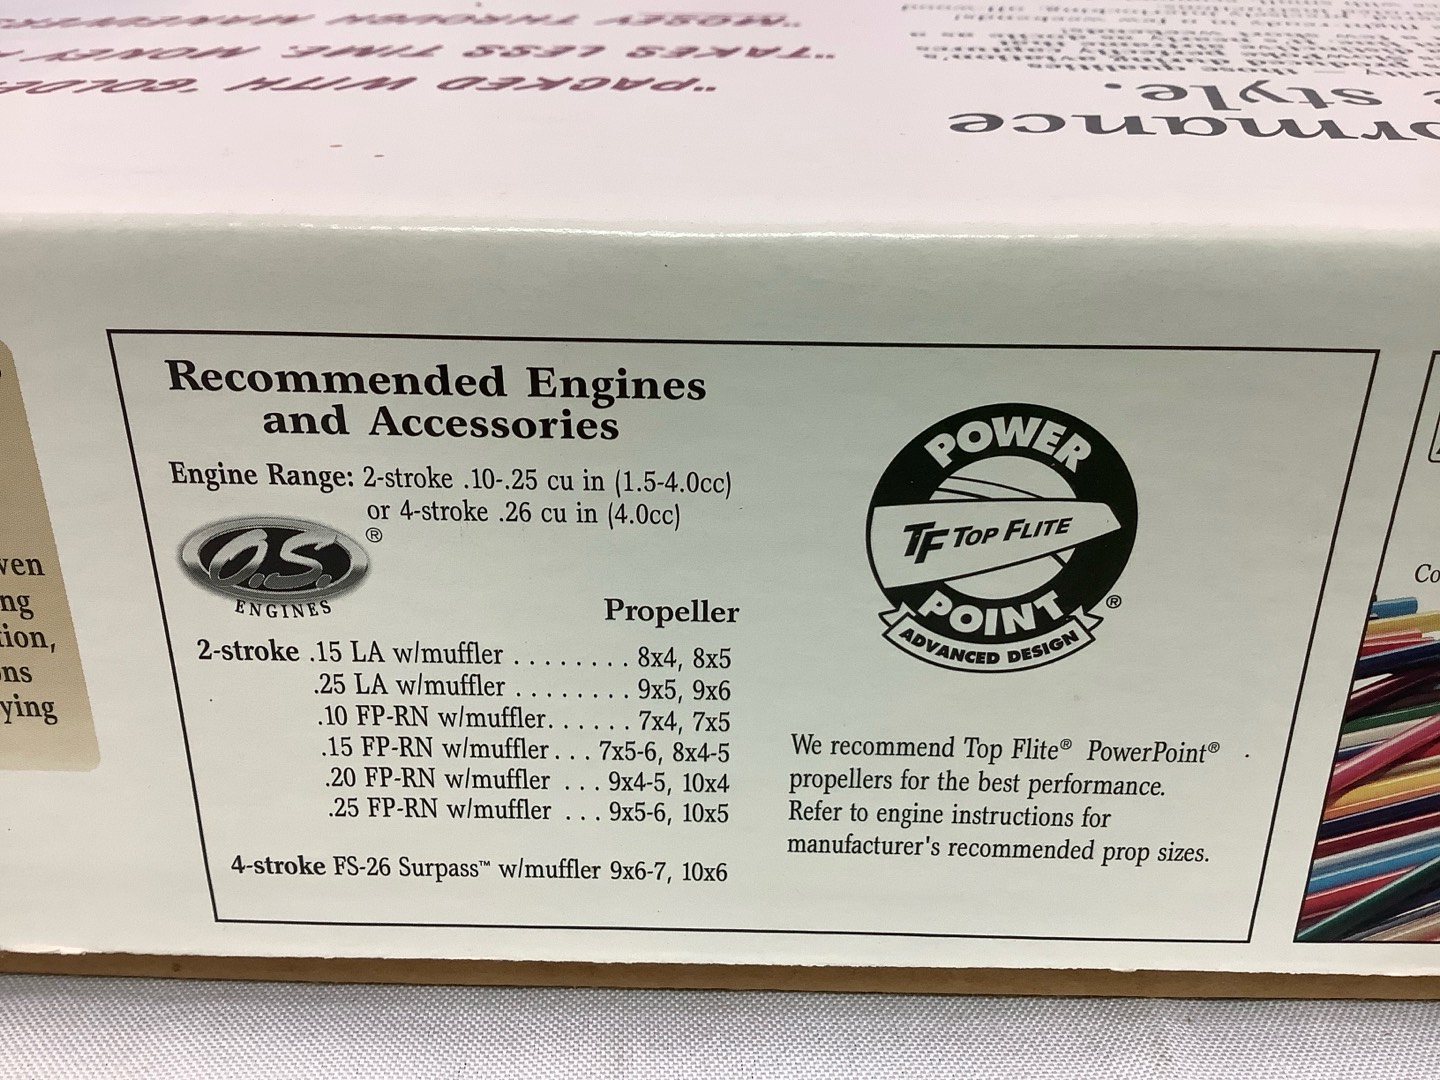 "PACKED WITH "GOLDE
"TAKES LESS TIME, MONEY A
"MOSEY THROUGH
ormance
e style.
Recommended Engines
and Accessories
Engine Range: 2-stroke .10-.25 cu in (1.5-4.0cc)
or 4-stroke .26 cu in (4.0cc)
O.S.®
ENGINES
Propeller
2-stroke .15 LA w/muffler ........ 8x4, 8x5
.25 LA w/muffler ........ 9x5, 9x6
.10 FP-RN w/muffler...... 7x4, 7x5
.15 FP-RN w/muffler... 7x5-6, 8x4-5
.20 FP-RN w/muffler ... 9x4-5, 10x4
.25 FP-RN w/muffler ... 9x5-6, 10x5
4-stroke FS-26 Surpass™ w/muffler 9x6-7, 10x6
POWER
TF TOP FLITE
POINT®
ADVANCED DESIGN
We recommend Top Flite® PowerPoint®
propellers for the best performance.
Refer to engine instructions for
manufacturer's recommended prop sizes.
ven
ng
tion,
ns
ying
Co